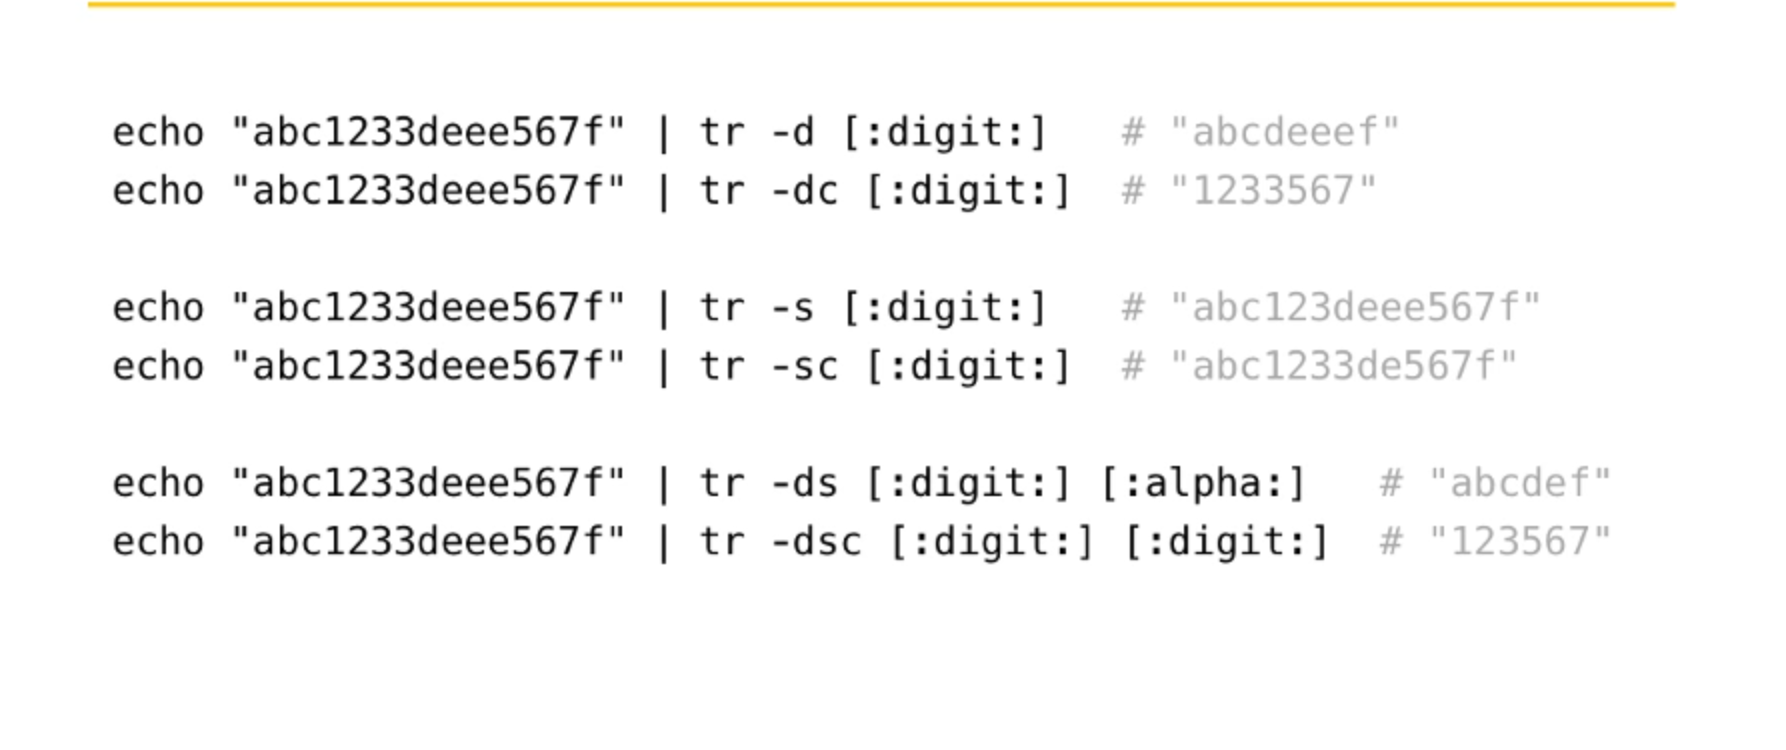 echo "abc1233deee567f" | tr -d [:digit:]   # "abcdeeef"
echo "abc1233deee567f" | tr -dc [:digit:]  # "1233567"
echo "abc1233deee567f" | tr -s [:digit:]   # "abc123deee567f"
echo "abc1233deee567f" | tr -sc [:digit:]  # "abc1233de567f"
echo "abc1233deee567f" | tr -ds [:digit:] [:alpha:]   # "abcdef"
echo "abc1233deee567f" | tr -dsc [:digit:] [:digit:]  # "123567"